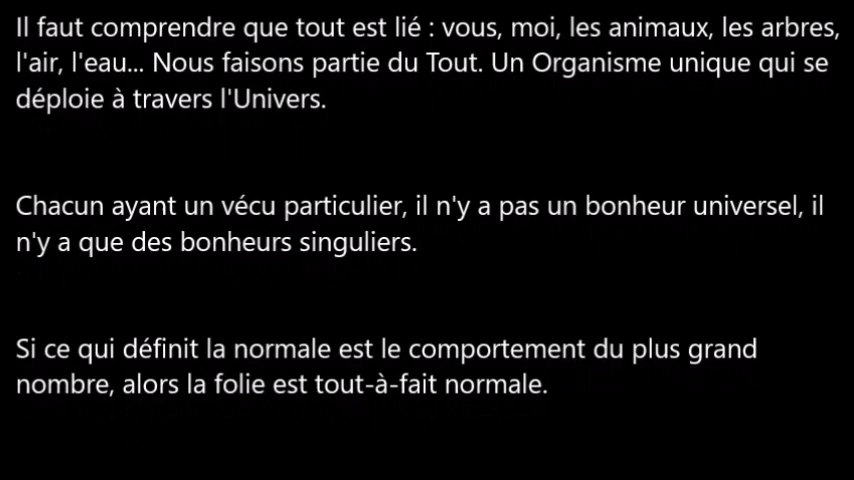 Il faut comprendre que tout est lié : vous, moi, les animaux, les arbres,
l'air, l'eau... Nous faisons partie du Tout. Un Organisme unique qui se
déploie à travers l'Univers.
Chacun ayant un vécu particulier, il n'y a pas un bonheur universel, il
n'y a que des bonheurs singuliers.
Si ce qui définit la normale est le comportement du plus grand
nombre, alors la folie est tout-à-fait normale.